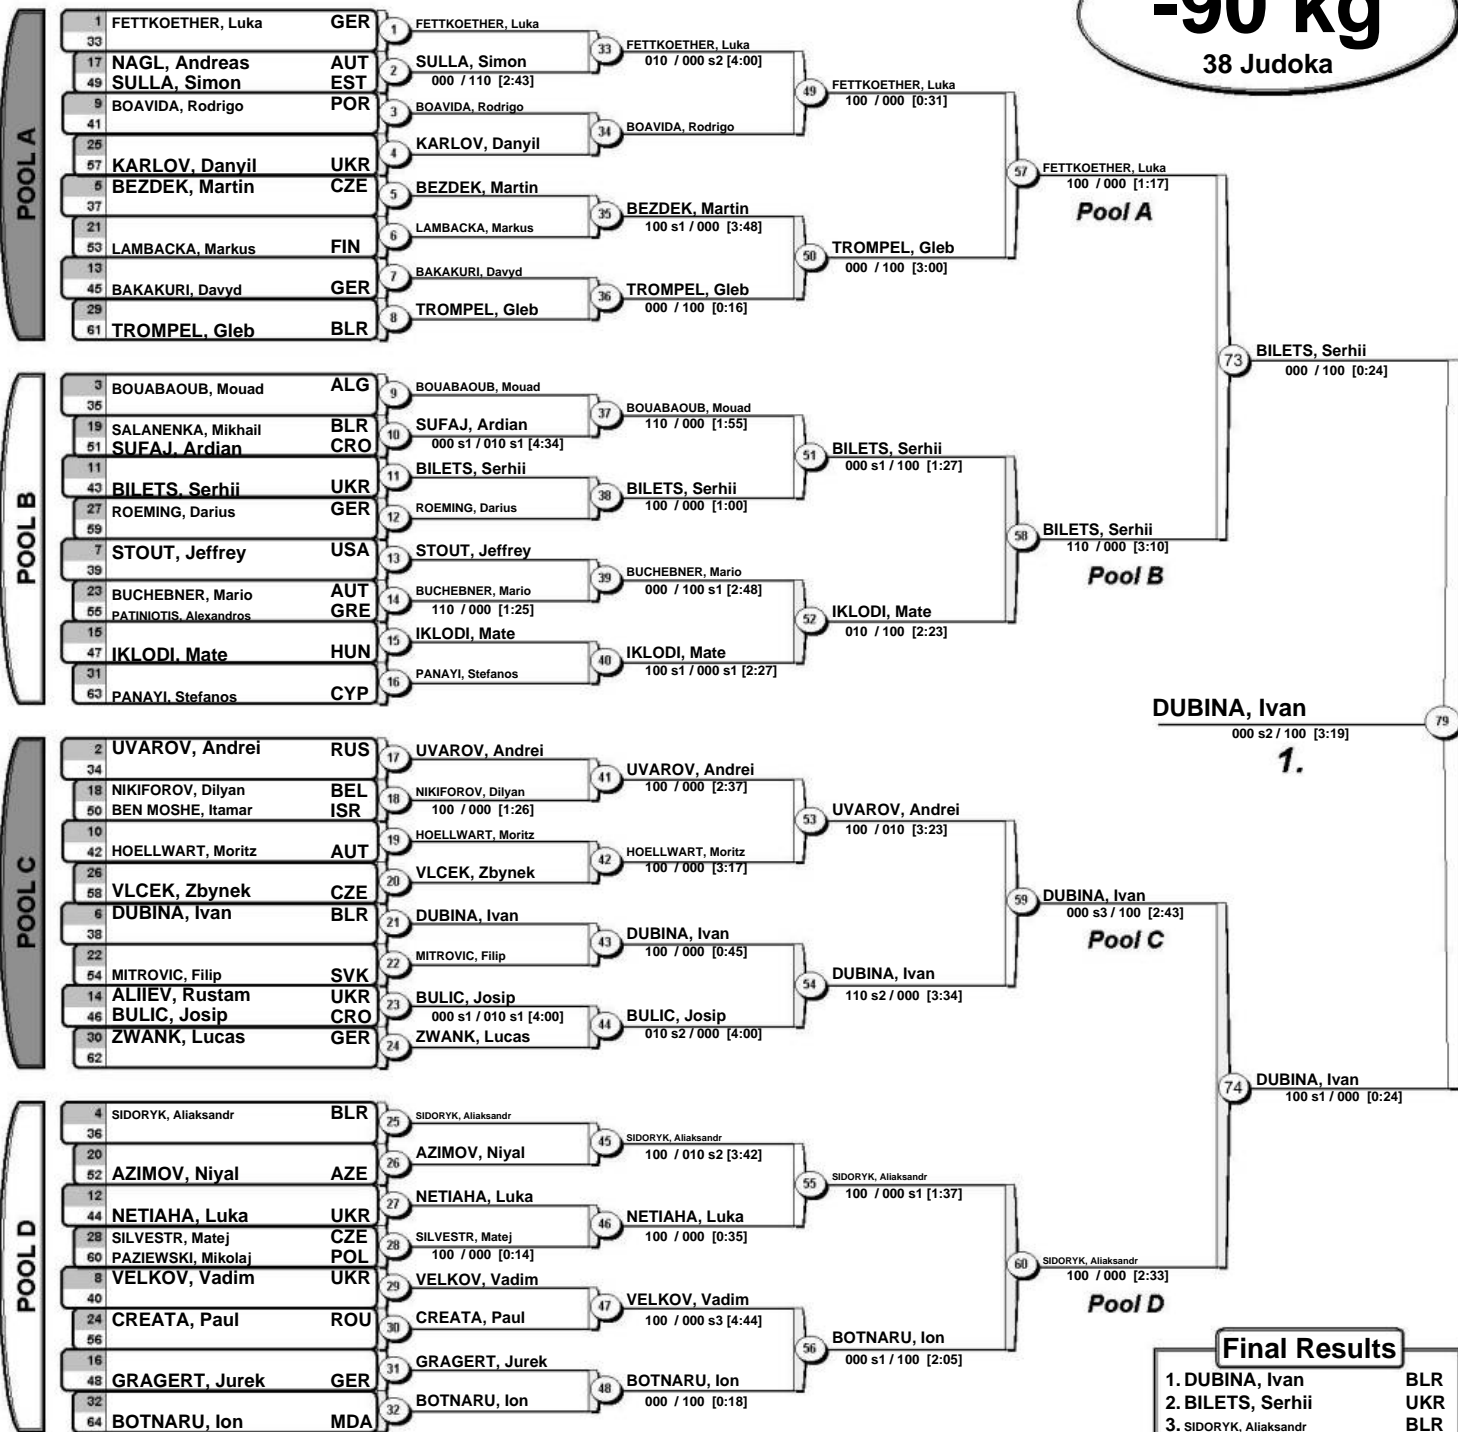 -90 kg
38 Judoka
POOL A
1 FETTKOETHER, Luka GER
33
17 NAGL, Andreas AUT
49 SULLA, Simon EST
9 BOAVIDA, Rodrigo POR
41
25
57 KARLOV, Danyil UKR
5 BEZDEK, Martin CZE
37
21
53 LAMBACKA, Markus FIN
13
45 BAKAKURI, Davyd GER
29
61 TROMPEL, Gleb BLR
1 FETTKOETHER, Luka
2 SULLA, Simon
000 / 110 [2:43]
3 BOAVIDA, Rodrigo
4 KARLOV, Danyil
5 BEZDEK, Martin
6 LAMBACKA, Markus
7 BAKAKURI, Davyd
8 TROMPEL, Gleb
33 FETTKOETHER, Luka
010 / 000 s2 [4:00]
34 BOAVIDA, Rodrigo
35 BEZDEK, Martin
100 s1 / 000 [3:48]
36 TROMPEL, Gleb
000 / 100 [0:16]
49 FETTKOETHER, Luka
100 / 000 [0:31]
50 TROMPEL, Gleb
000 / 100 [3:00]
57 FETTKOETHER, Luka
100 / 000 [1:17]
Pool A
POOL B
3 BOUABAOUB, Mouad ALG
35
19 SALANENKA, Mikhail BLR
51 SUFAJ, Ardian CRO
11
43 BILETS, Serhii UKR
27 ROEMING, Darius GER
59
7 STOUT, Jeffrey USA
39
23 BUCHEBNER, Mario AUT
55 PATINIOTIS, Alexandros GRE
15
47 IKLODI, Mate HUN
31
63 PANAYI, Stefanos CYP
9 BOUABAOUB, Mouad
10 SUFAJ, Ardian
000 s1 / 010 s1 [4:34]
11 BILETS, Serhii
12 ROEMING, Darius
13 STOUT, Jeffrey
14 BUCHEBNER, Mario
110 / 000 [1:25]
15 IKLODI, Mate
16 PANAYI, Stefanos
37 BOUABAOUB, Mouad
110 / 000 [1:55]
38 BILETS, Serhii
100 / 000 [1:00]
39 BUCHEBNER, Mario
000 / 100 s1 [2:48]
40 IKLODI, Mate
100 s1 / 000 s1 [2:27]
51 BILETS, Serhii
000 s1 / 100 [1:27]
52 IKLODI, Mate
010 / 100 [2:23]
58 BILETS, Serhii
110 / 000 [3:10]
Pool B
73 BILETS, Serhii
000 / 100 [0:24]
DUBINA, Ivan 79
000 s2 / 100 [3:19]
1.
POOL C
2 UVAROV, Andrei RUS
34
18 NIKIFOROV, Dilyan BEL
50 BEN MOSHE, Itamar ISR
10
42 HOELLWART, Moritz AUT
26
58 VLCEK, Zbynek CZE
6 DUBINA, Ivan BLR
38
22
54 MITROVIC, Filip SVK
14 ALIIEV, Rustam UKR
46 BULIC, Josip CRO
30 ZWANK, Lucas GER
62
17 UVAROV, Andrei
18 NIKIFOROV, Dilyan
100 / 000 [1:26]
19 HOELLWART, Moritz
20 VLCEK, Zbynek
21 DUBINA, Ivan
22 MITROVIC, Filip
23 BULIC, Josip
000 s1 / 010 s1 [4:00]
24 ZWANK, Lucas
41 UVAROV, Andrei
100 / 000 [2:37]
42 HOELLWART, Moritz
100 / 000 [3:17]
43 DUBINA, Ivan
100 / 000 [0:45]
44 BULIC, Josip
010 s2 / 000 [4:00]
53 UVAROV, Andrei
100 / 010 [3:23]
54 DUBINA, Ivan
110 s2 / 000 [3:34]
59 DUBINA, Ivan
000 s3 / 100 [2:43]
Pool C
74 DUBINA, Ivan
100 s1 / 000 [0:24]
POOL D
4 SIDORYK, Aliaksandr BLR
36
20
52 AZIMOV, Niyal AZE
12
44 NETIAHA, Luka UKR
28 SILVESTR, Matej CZE
60 PAZIEWSKI, Mikolaj POL
8 VELKOV, Vadim UKR
40
24 CREATA, Paul ROU
56
16
48 GRAGERT, Jurek GER
32
64 BOTNARU, Ion MDA
25 SIDORYK, Aliaksandr
26 AZIMOV, Niyal
27 NETIAHA, Luka
28 SILVESTR, Matej
100 / 000 [0:14]
29 VELKOV, Vadim
30 CREATA, Paul
31 GRAGERT, Jurek
32 BOTNARU, Ion
45 SIDORYK, Aliaksandr
100 / 010 s2 [3:42]
46 NETIAHA, Luka
100 / 000 [0:35]
47 VELKOV, Vadim
100 / 000 s3 [4:44]
48 BOTNARU, Ion
000 / 100 [0:18]
55 SIDORYK, Aliaksandr
100 / 000 s1 [1:37]
56 BOTNARU, Ion
000 s1 / 100 [2:05]
60 SIDORYK, Aliaksandr
100 / 000 [2:33]
Pool D
Final Results
1. DUBINA, Ivan BLR
2. BILETS, Serhii UKR
3. SIDORYK, Aliaksandr BLR